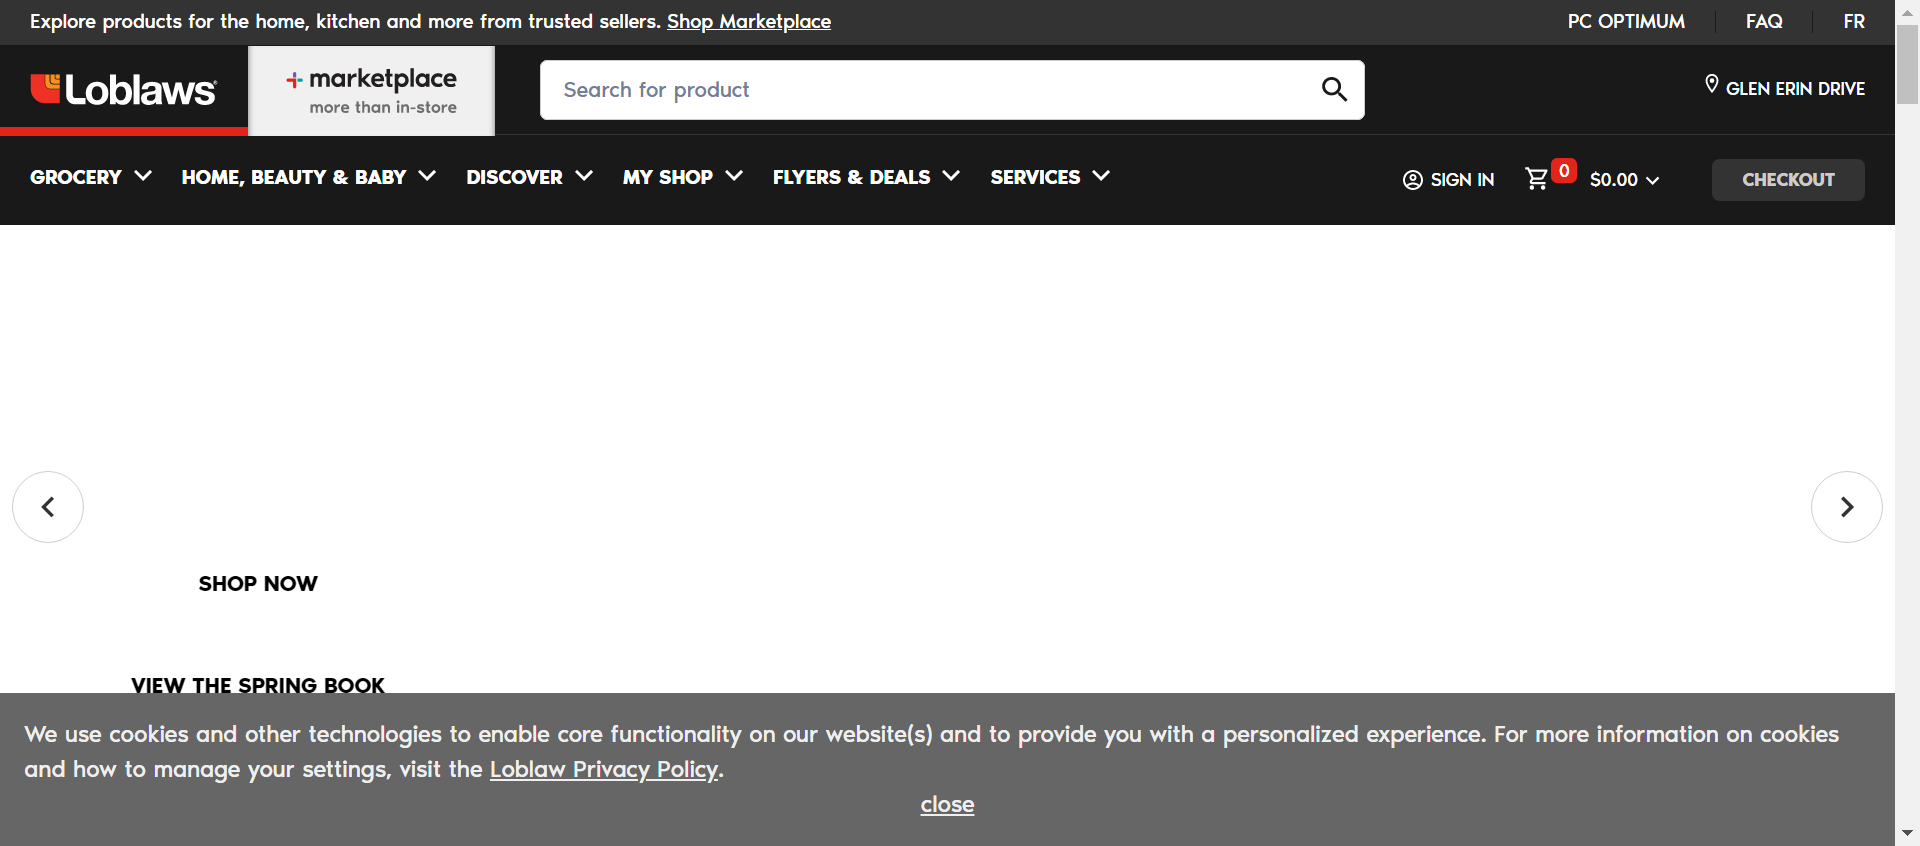 Explore products for the home, kitchen and more from trusted sellers. Shop Marketplace
PC OPTIMUM
FAQ
FR
Loblaws
marketplace
more than in-store
Search for product
GLEN ERIN DRIVE
GROCERY
HOME, BEAUTY & BABY
DISCOVER
MY SHOP
FLYERS & DEALS
SERVICES
SIGN IN
0
$0.00
CHECKOUT
SHOP NOW
VIEW THE SPRING BOOK
We use cookies and other technologies to enable core functionality on our website(s) and to provide you with a personalized experience. For more information on cookies
and how to manage your settings, visit the Loblaw Privacy Policy.
close